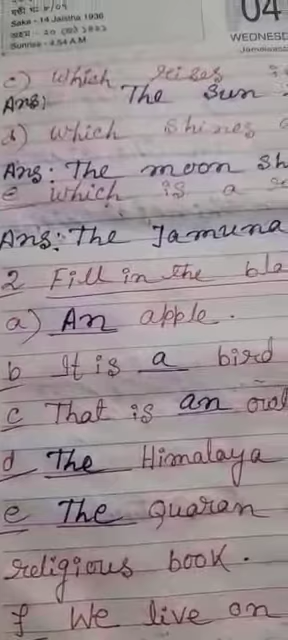 04
Saka - 14 Jaistha 1936
WEDNESD
Sunrise - 4.54 A.M
c) Which rises
Ans: The Sun
d) which shines
Ans: The moon sh
e which is a
Ans: The Jamuna
2 Fill in the bla
a) An apple.
b It is a bird
c That is an owl
d The Himalaya
e The Quaran
religious book.
f We live on